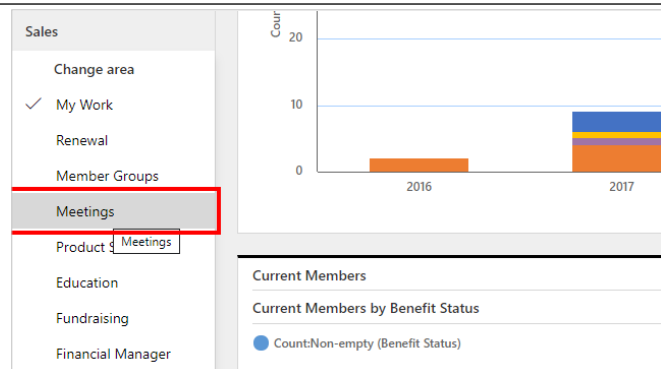 Sales
Change area
My Work
Renewal
Member Groups
Meetings
Product
Meetings
Education
Fundraising
Financial Manager
20
10
0
2016
2017
Current Members
Current Members by Benefit Status
Count:Non-empty (Benefit Status)